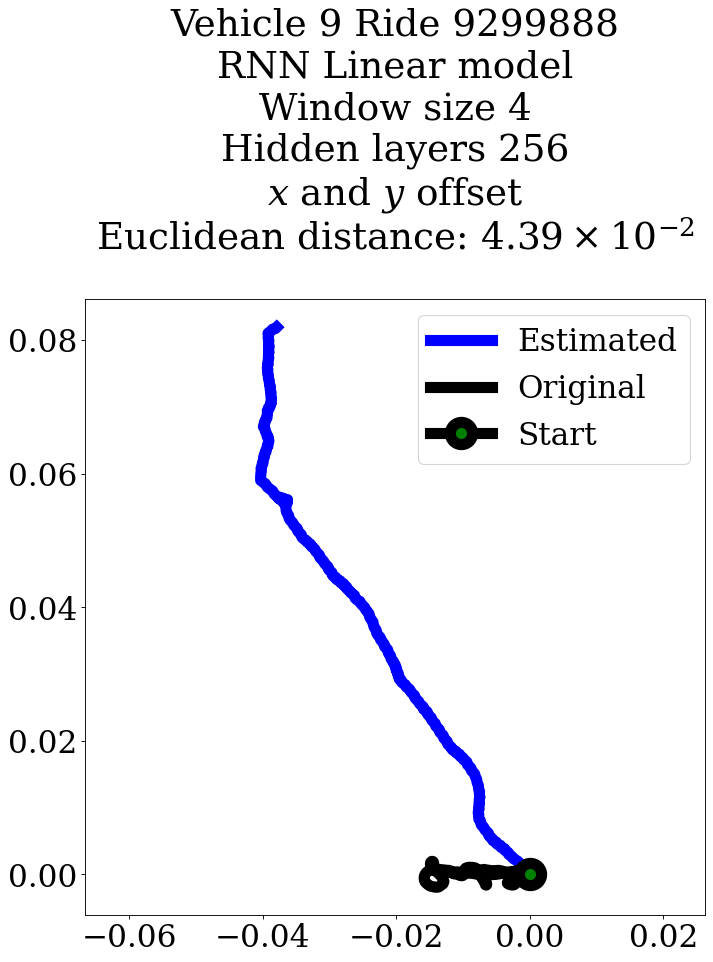 Vehicle 9 Ride 9299888
RNN Linear model
Window size 4
Hidden layers 256
x and y offset
Euclidean distance: 4.39 × 10⁻²
Estimated
Original
Start
0.08
0.06
0.04
0.02
0.00
−0.06 −0.04 −0.02 0.00 0.02